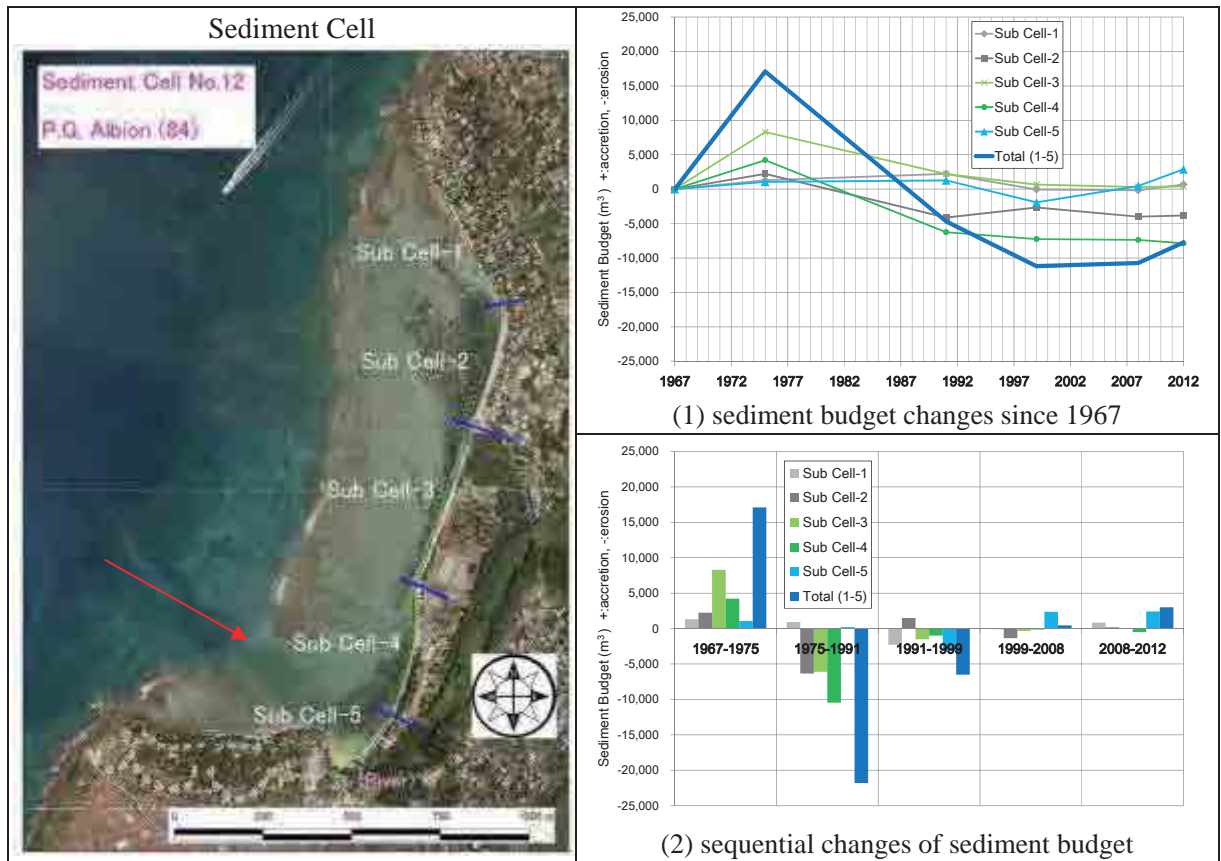 Sediment Cell
Sediment Cell No.12
P.G. Albion (84)
Sub Cell-1
Sub Cell-2
Sub Cell-3
Sub Cell-4
Sub Cell-5
River
0
500
25,000
20,000
15,000
10,000
5,000
0
-5,000
-10,000
-15,000
-20,000
-25,000
Sediment Budget (m³) +:accretion, -:erosion
Sub Cell-1
Sub Cell-2
Sub Cell-3
Sub Cell-4
Sub Cell-5
Total (1-5)
1967 1972 1977 1982 1987 1992 1997 2002 2007 2012
(1) sediment budget changes since 1967
25,000
20,000
15,000
10,000
5,000
0
-5,000
-10,000
-15,000
-20,000
-25,000
Sediment Budget (m³) +:accretion, -:erosion
Sub Cell-1
Sub Cell-2
Sub Cell-3
Sub Cell-4
Sub Cell-5
Total (1-5)
1967-1975 1975-1991 1991-1999 1999-2008 2008-2012
(2) sequential changes of sediment budget